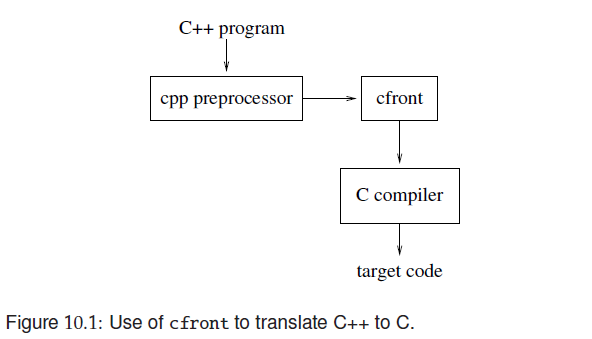 C++ program
cpp preprocessor
cfront
C compiler
target code
Figure 10.1: Use of cfront to translate C++ to C.